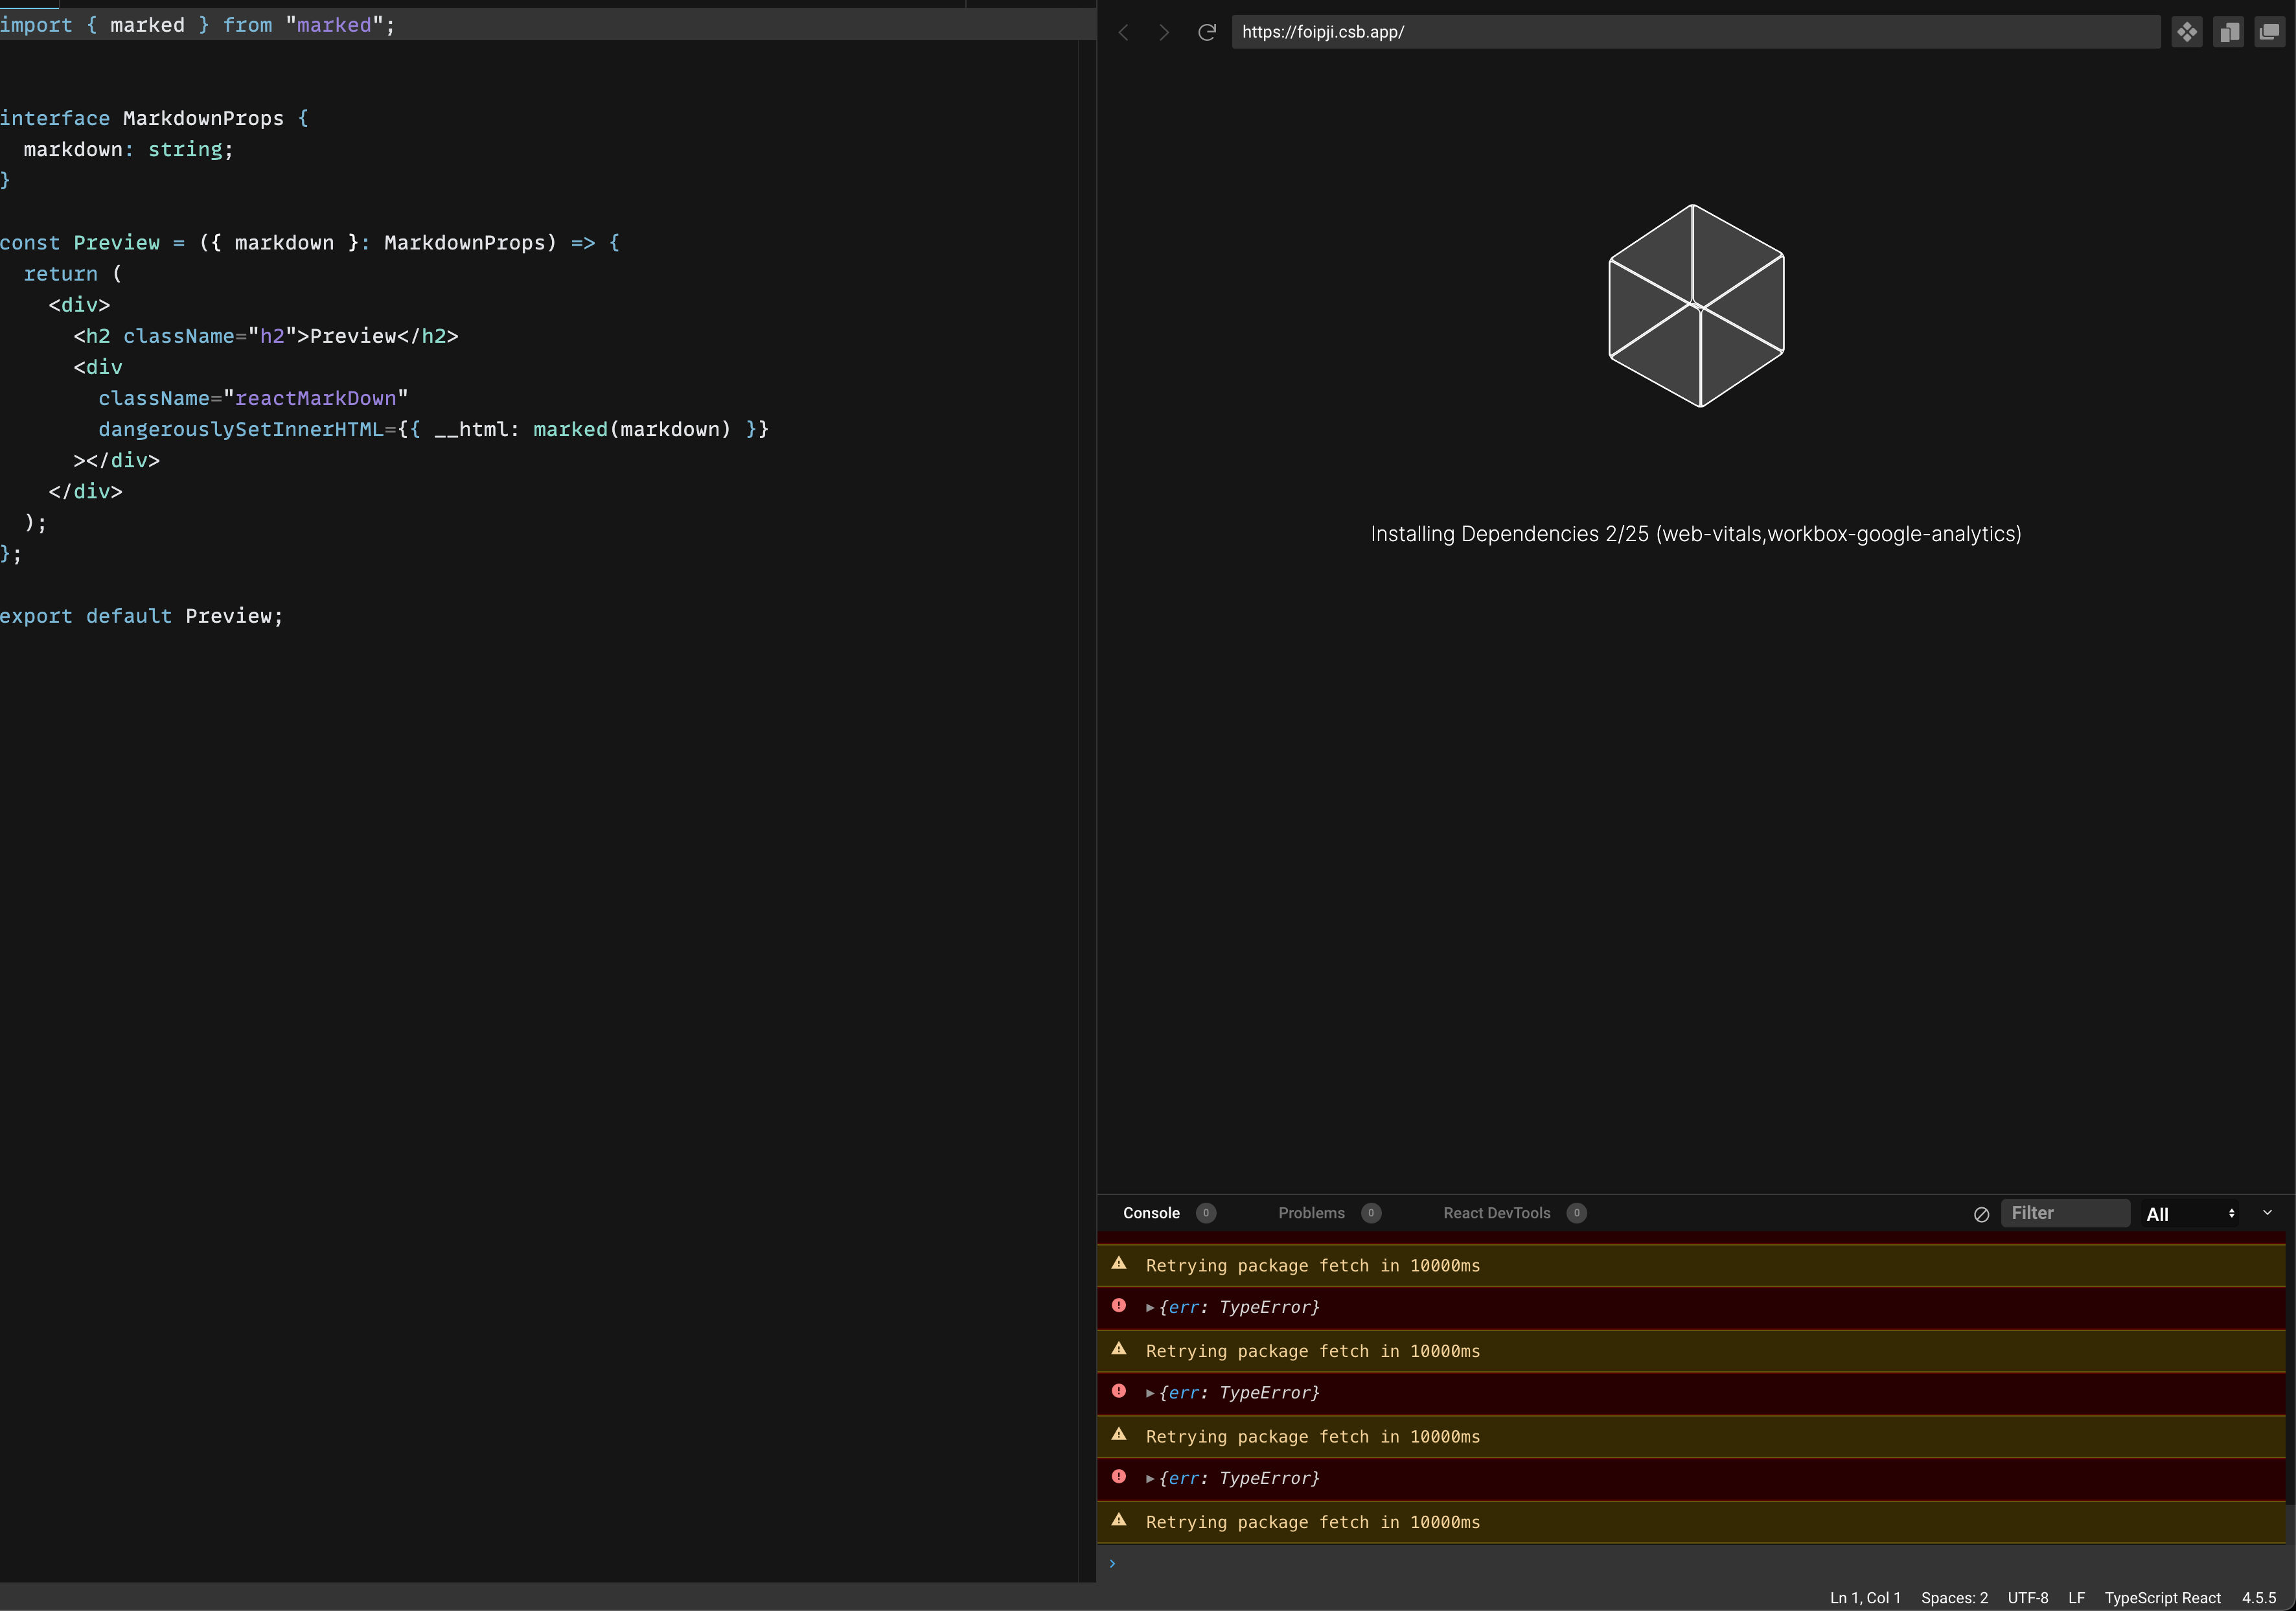 import { marked } from "marked";
interface MarkdownProps {
  markdown: string;
}
const Preview = ({ markdown }: MarkdownProps) => {
  return (
    <div>
      <h2 className="h2">Preview</h2>
      <div
        className="reactMarkDown"
        dangerouslySetInnerHTML={{ __html: marked(markdown) }}
      ></div>
    </div>
  );
};
export default Preview;
https://foipji.csb.app/
Installing Dependencies 2/25 (web-vitals,workbox-google-analytics)
Console 0 Problems 0 React DevTools 0 Filter All
Retrying package fetch in 10000ms
{err: TypeError}
Retrying package fetch in 10000ms
{err: TypeError}
Retrying package fetch in 10000ms
{err: TypeError}
Retrying package fetch in 10000ms
Ln 1, Col 1 Spaces: 2 UTF-8 LF TypeScript React 4.5.5